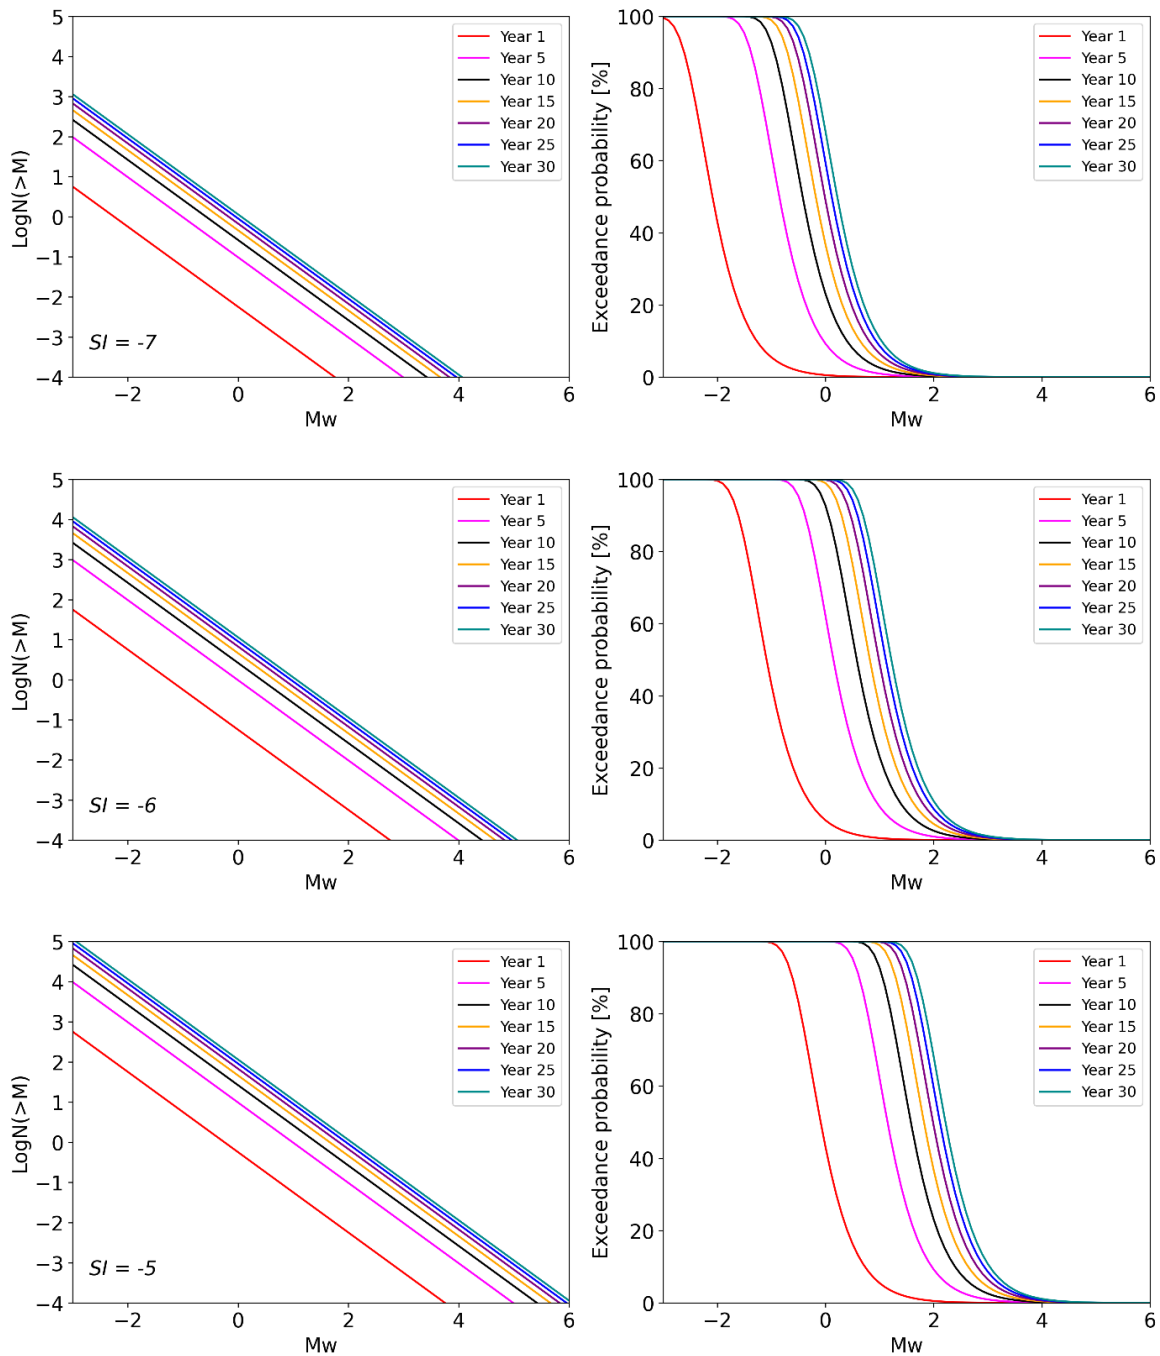 LogN(>M)
5
4
3
2
1
0
−1
−2
−3
−4
Year 1
Year 5
Year 10
Year 15
Year 20
Year 25
Year 30
SI = -7
−2 0 2 4 6
Mw
Exceedance probability [%]
100
80
60
40
20
0
Year 1
Year 5
Year 10
Year 15
Year 20
Year 25
Year 30
−2 0 2 4 6
Mw
LogN(>M)
5
4
3
2
1
0
−1
−2
−3
−4
Year 1
Year 5
Year 10
Year 15
Year 20
Year 25
Year 30
SI = -6
−2 0 2 4 6
Mw
Exceedance probability [%]
100
80
60
40
20
0
Year 1
Year 5
Year 10
Year 15
Year 20
Year 25
Year 30
−2 0 2 4 6
Mw
LogN(>M)
5
4
3
2
1
0
−1
−2
−3
−4
Year 1
Year 5
Year 10
Year 15
Year 20
Year 25
Year 30
SI = -5
−2 0 2 4 6
Mw
Exceedance probability [%]
100
80
60
40
20
0
Year 1
Year 5
Year 10
Year 15
Year 20
Year 25
Year 30
−2 0 2 4 6
Mw